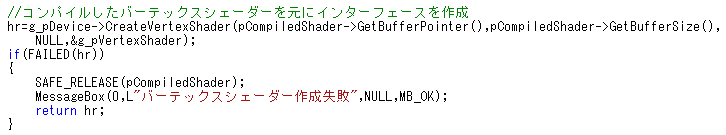 //コンパイルしたバーテックスシェーダーを元にインターフェースを作成
hr=g_pDevice->CreateVertexShader(pCompiledShader->GetBufferPointer(),pCompiledShader->GetBufferSize(),
NULL,&g_pVertexShader);
if(FAILED(hr))
{
SAFE_RELEASE(pCompiledShader);
MessageBox(0,L"バーテックスシェーダー作成失敗",NULL,MB_OK);
return hr;
}